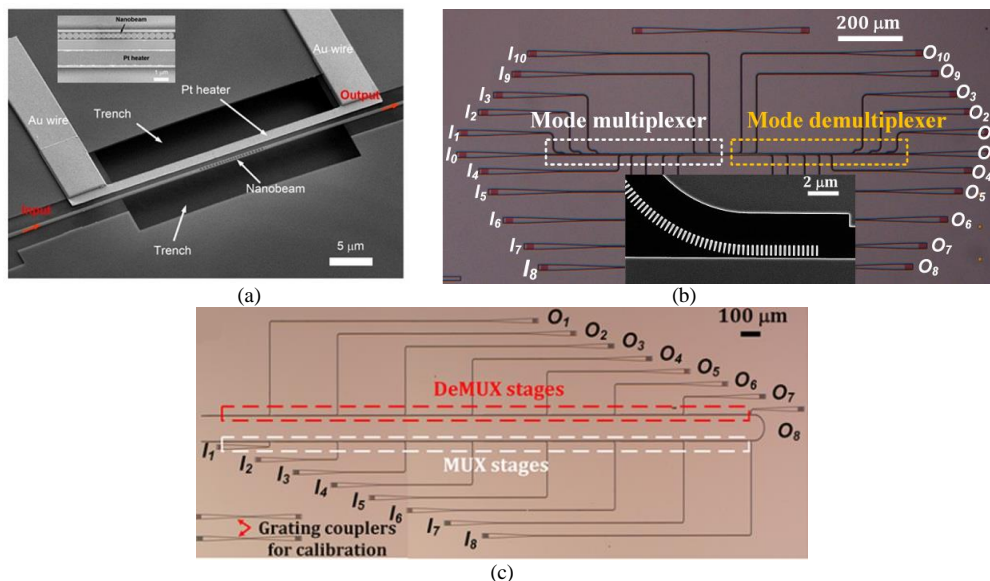 Nanobeam
Pt heater
1 μm
Au wire
Au wire
Trench
Pt heater
Output
Input
Nanobeam
Trench
5 μm
(a)
200 μm
I10
O10
I9
O9
I3
O3
I2
O2
Mode multiplexer
Mode demultiplexer
I1
O
I0
I4
O4
2 μm
I5
O5
I6
O6
I7
O7
I8
O8
(b)
100 μm
O1
O2
O3
O4
O5
O6
O7
DeMUX stages
O8
MUX stages
I1
I2
I3
I4
I5
I6
I7
I8
Grating couplers
for calibration
(c)